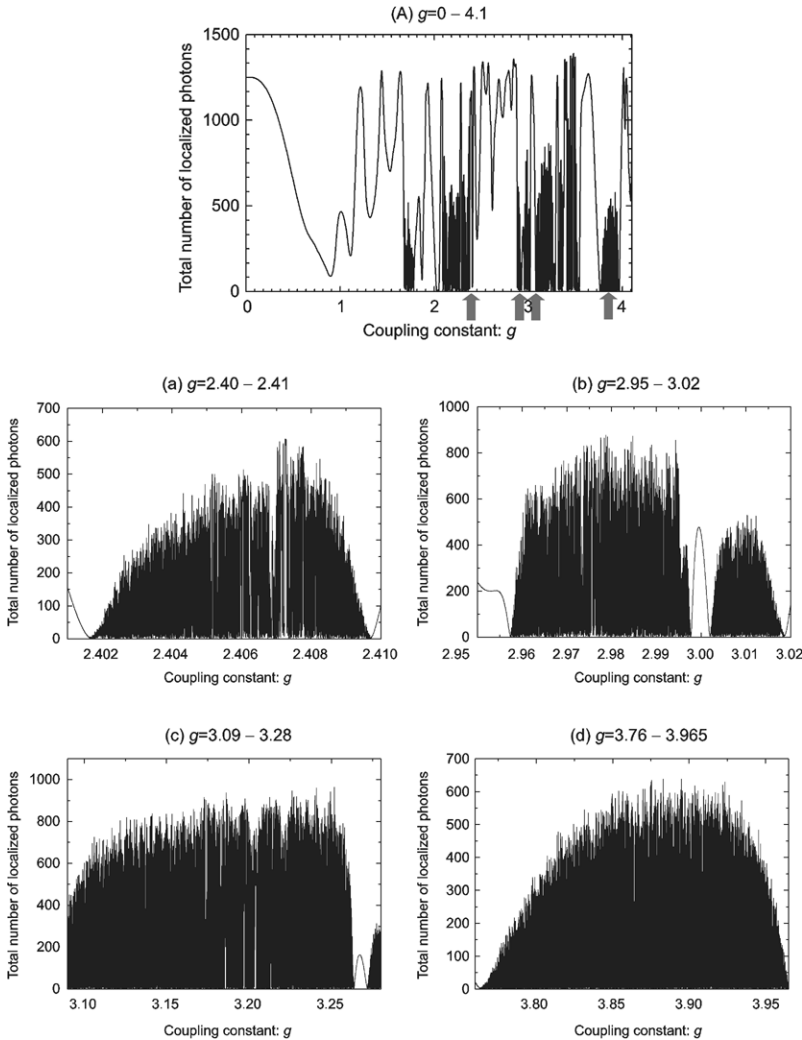 (A) g=0 – 4.1
1500
1000
500
0
Total number of localized photons
0 1 2 3 4
Coupling constant: g
(a) g=2.40 – 2.41
700
600
500
400
300
200
100
0
Total number of localized photons
2.402 2.404 2.406 2.408 2.410
Coupling constant: g
(b) g=2.95 – 3.02
1000
800
600
400
200
0
Total number of localized photons
2.95 2.96 2.97 2.98 2.99 3.00 3.01 3.02
Coupling constant: g
(c) g=3.09 – 3.28
1000
800
600
400
200
0
Total number of localized photons
3.10 3.15 3.20 3.25
Coupling constant: g
(d) g=3.76 – 3.965
700
600
500
400
300
200
100
0
Total number of localized photons
3.80 3.85 3.90 3.95
Coupling constant: g